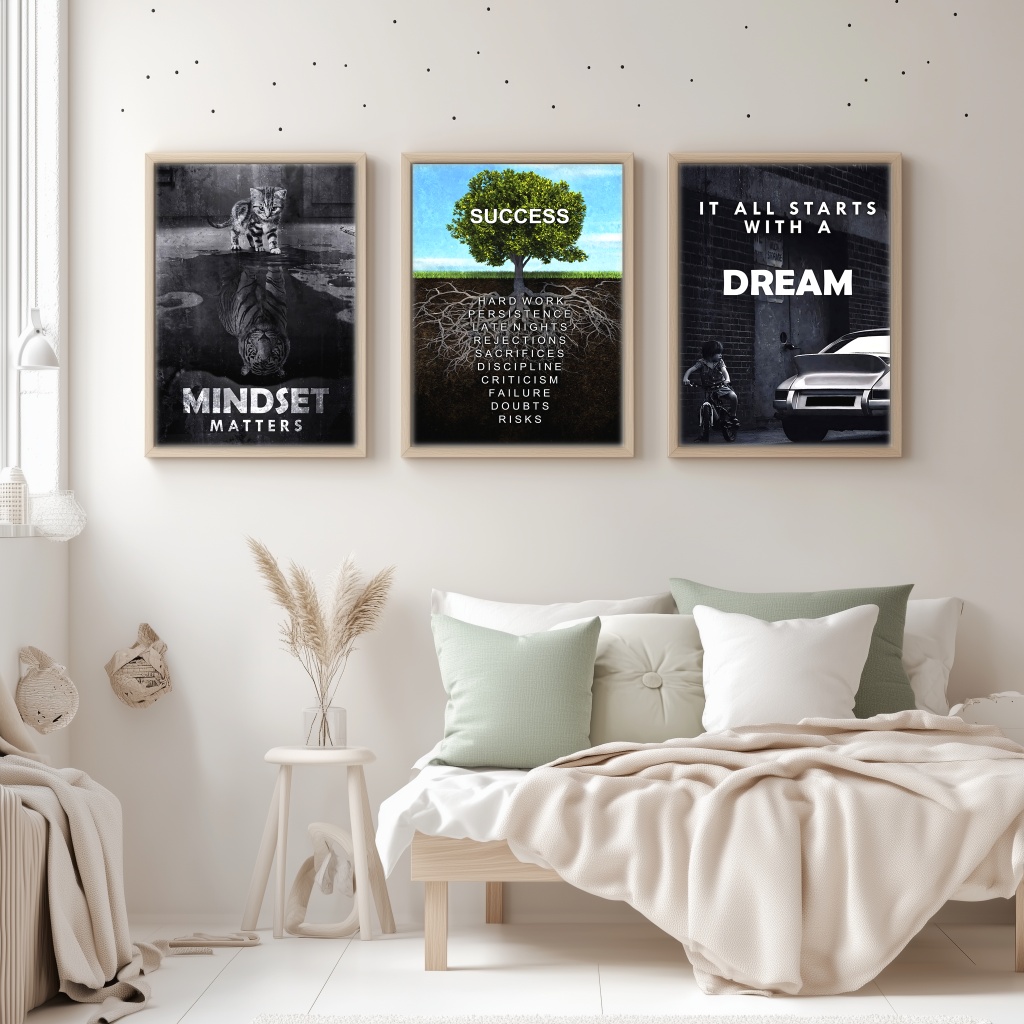 MINDSET
MATTERS
SUCCESS
HARD WORK
PERSISTENCE
LATE NIGHTS
REJECTIONS
SACRIFICES
DISCIPLINE
CRITICISM
FAILURE
DOUBTS
RISKS
IT ALL STARTS
WITH A
DREAM